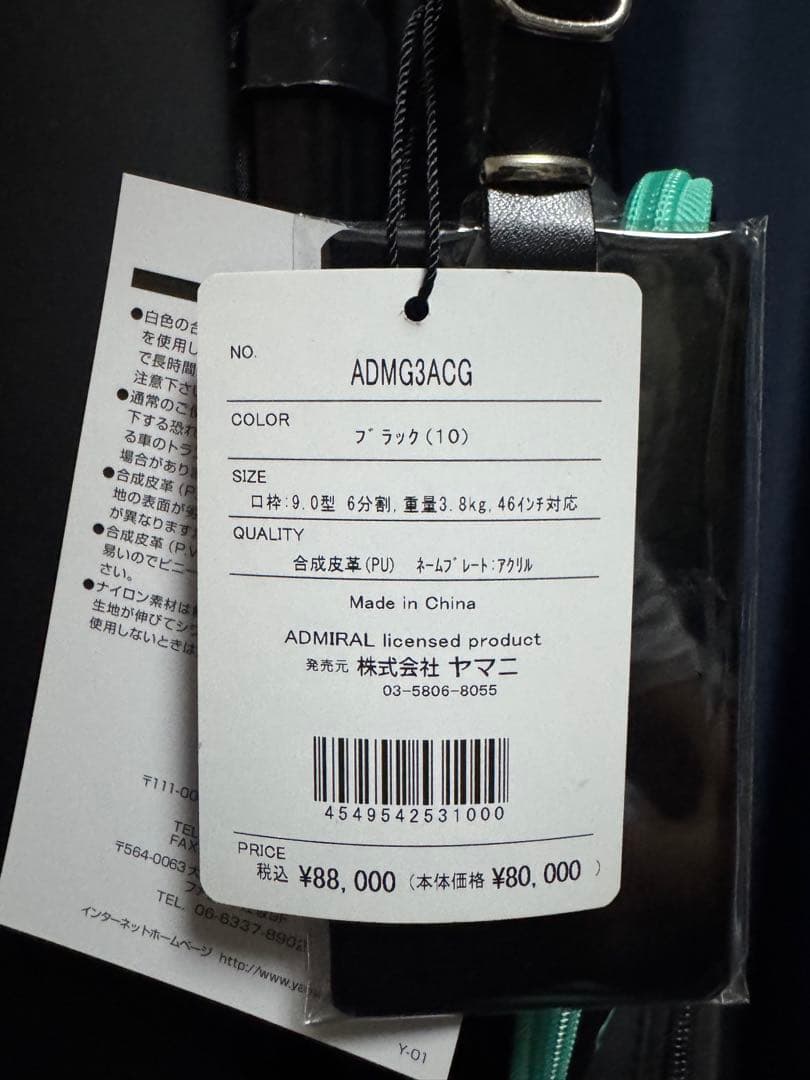 NO.
ADMG3ACG
COLOR
ブラック(10)
SIZE
口枠:9.0型 6分割,重量3.8kg,46インチ対応
QUALITY
合成皮革(PU) ネームプレート:アクリル
Made in China
ADMIRAL licensed product
発売元 株式会社 ヤマニ
03-5806-8055
4549542531000
PRICE
税込 ¥88,000 (本体価格 ¥80,000 )
●白色の合
を使用し
で長時間
注意下さい
●通常のご使
下する恐れ
る車のトラ
場合があり
●合成皮革(P.
地の表面が
が異なります
●合成皮革(P.V
易いのでビニー
さい。
●ナイロン素材は
生地が伸びてシワ
使用しないときは
〒111-00
TEL
FAX
〒564-0063 大
TEL. 06-6337-8902
インターネットホームページ http://www.ya
Y-01